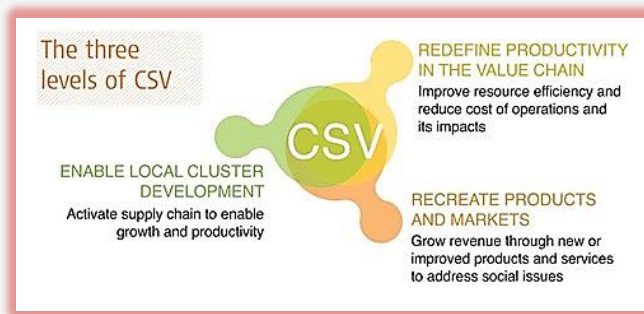 The three
levels of CSV
REDEFINE PRODUCTIVITY
IN THE VALUE CHAIN
Improve resource efficiency and
reduce cost of operations and
its impacts
CSV
ENABLE LOCAL CLUSTER
DEVELOPMENT
Activate supply chain to enable
growth and productivity
RECREATE PRODUCTS
AND MARKETS
Grow revenue through new or
improved products and services
to address social issues